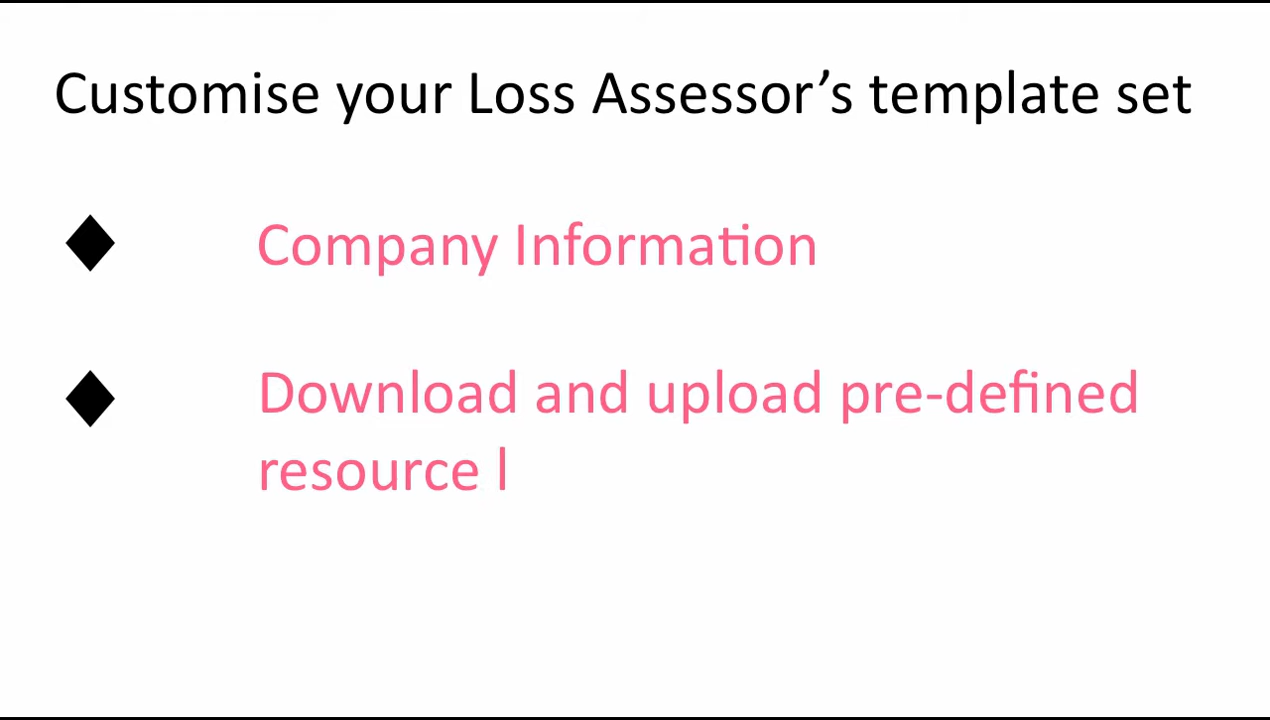 Customise your Loss Assessor’s template set
♦ Company Information
♦ Download and upload pre-defined
resource l